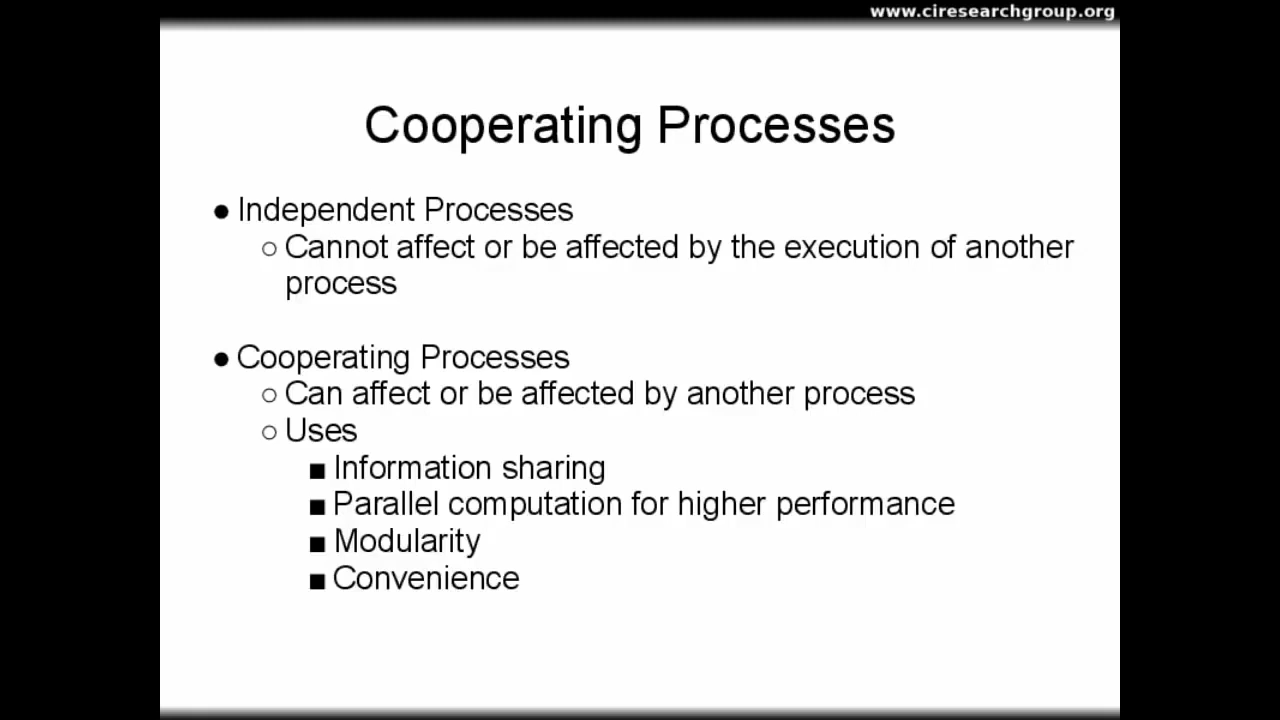 www.ciresearchgroup.org
Cooperating Processes
● Independent Processes
○ Cannot affect or be affected by the execution of another
process
● Cooperating Processes
○ Can affect or be affected by another process
○ Uses
■ Information sharing
■ Parallel computation for higher performance
■ Modularity
■ Convenience